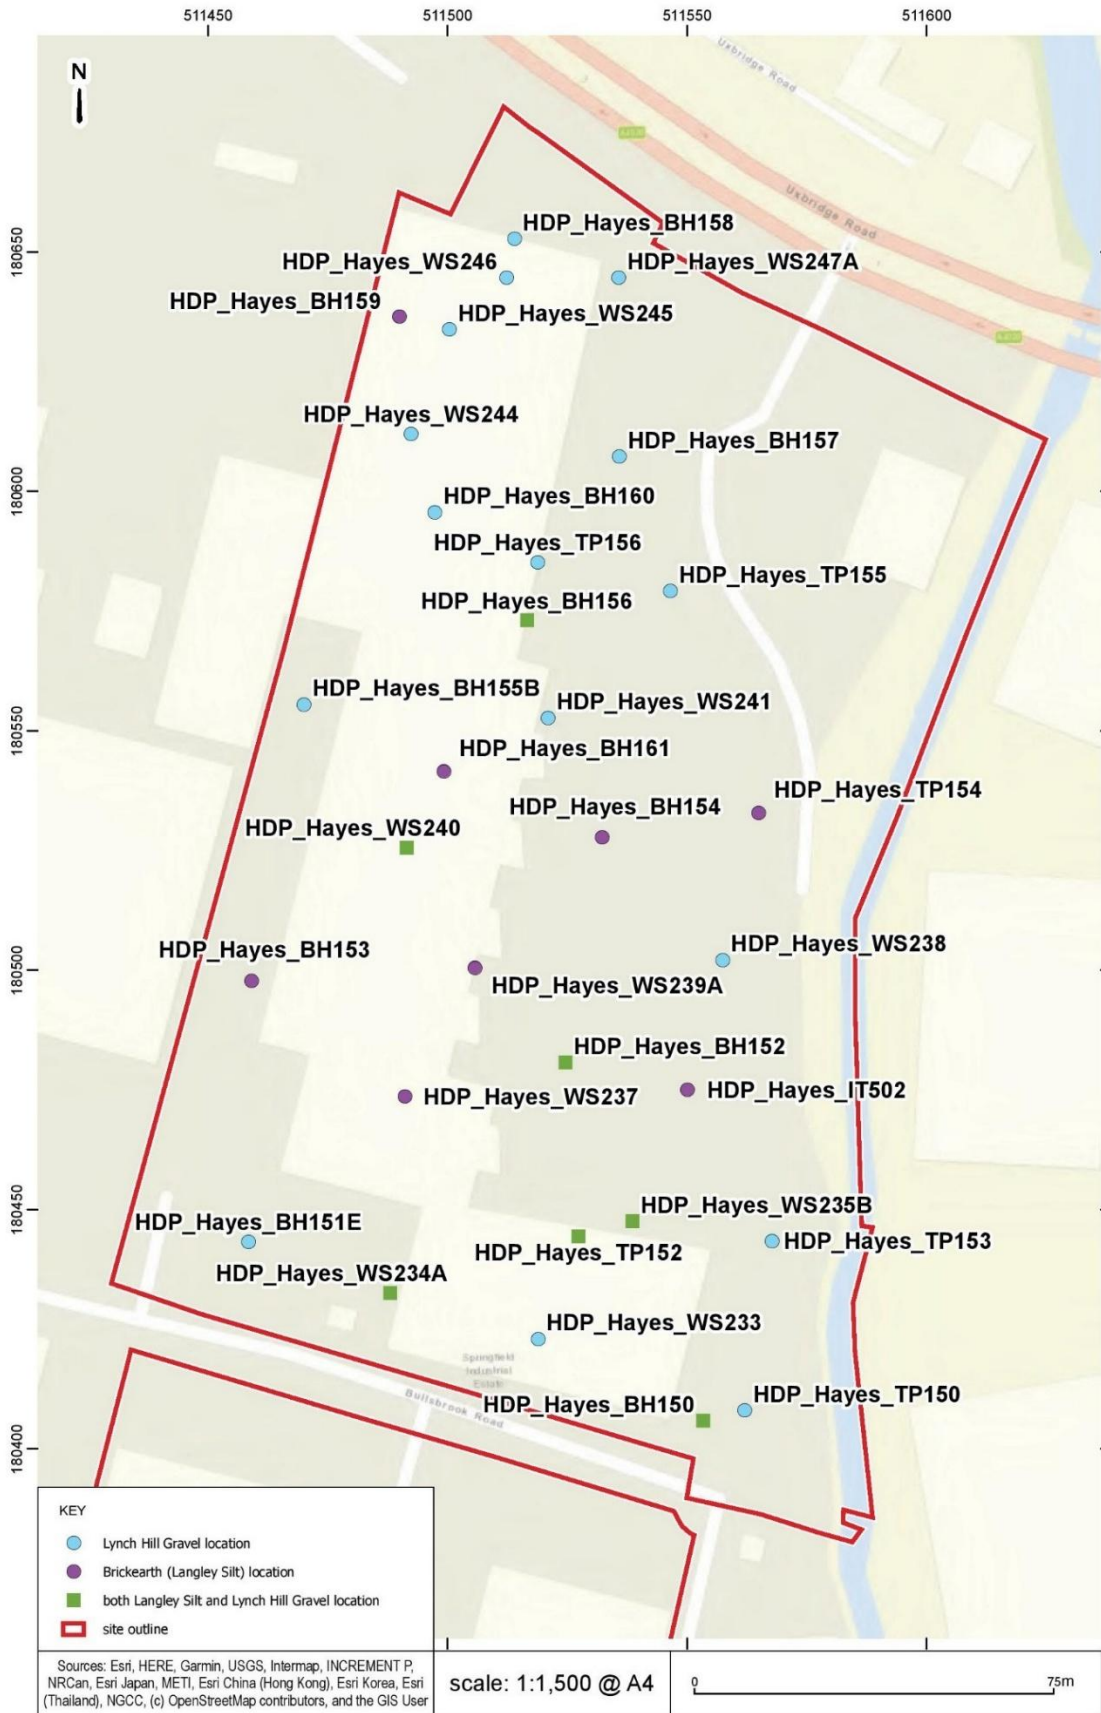 511450
511500
511550
511600
N
Uxbridge Road
Uxbridge Road
180650
HDP_Hayes_BH158
HDP_Hayes_WS246
HDP_Hayes_WS247A
HDP_Hayes_BH159
HDP_Hayes_WS245
HDP_Hayes_WS244
HDP_Hayes_BH157
180600
HDP_Hayes_BH160
HDP_Hayes_TP156
HDP_Hayes_TP155
HDP_Hayes_BH156
HDP_Hayes_BH155B
HDP_Hayes_WS241
180550
HDP_Hayes_BH161
HDP_Hayes_TP154
HDP_Hayes_BH154
HDP_Hayes_WS240
HDP_Hayes_BH153
HDP_Hayes_WS238
180500
HDP_Hayes_WS239A
HDP_Hayes_BH152
HDP_Hayes_IT502
HDP_Hayes_WS237
180450
HDP_Hayes_WS235B
HDP_Hayes_BH151E
HDP_Hayes_TP153
HDP_Hayes_TP152
HDP_Hayes_WS234A
HDP_Hayes_WS233
Springfield
Industrial
Estate
HDP_Hayes_TP150
HDP_Hayes_BH150
Bullsbrook Road
180400
KEY
Lynch Hill Gravel location
Brickearth (Langley Silt) location
both Langley Silt and Lynch Hill Gravel location
site outline
Sources: Esri, HERE, Garmin, USGS, Intermap, INCREMENT P,
NRCan, Esri Japan, METI, Esri China (Hong Kong), Esri Korea, Esri
(Thailand), NGCC, (c) OpenStreetMap contributors, and the GIS User
scale: 1:1,500 @ A4
0
75m